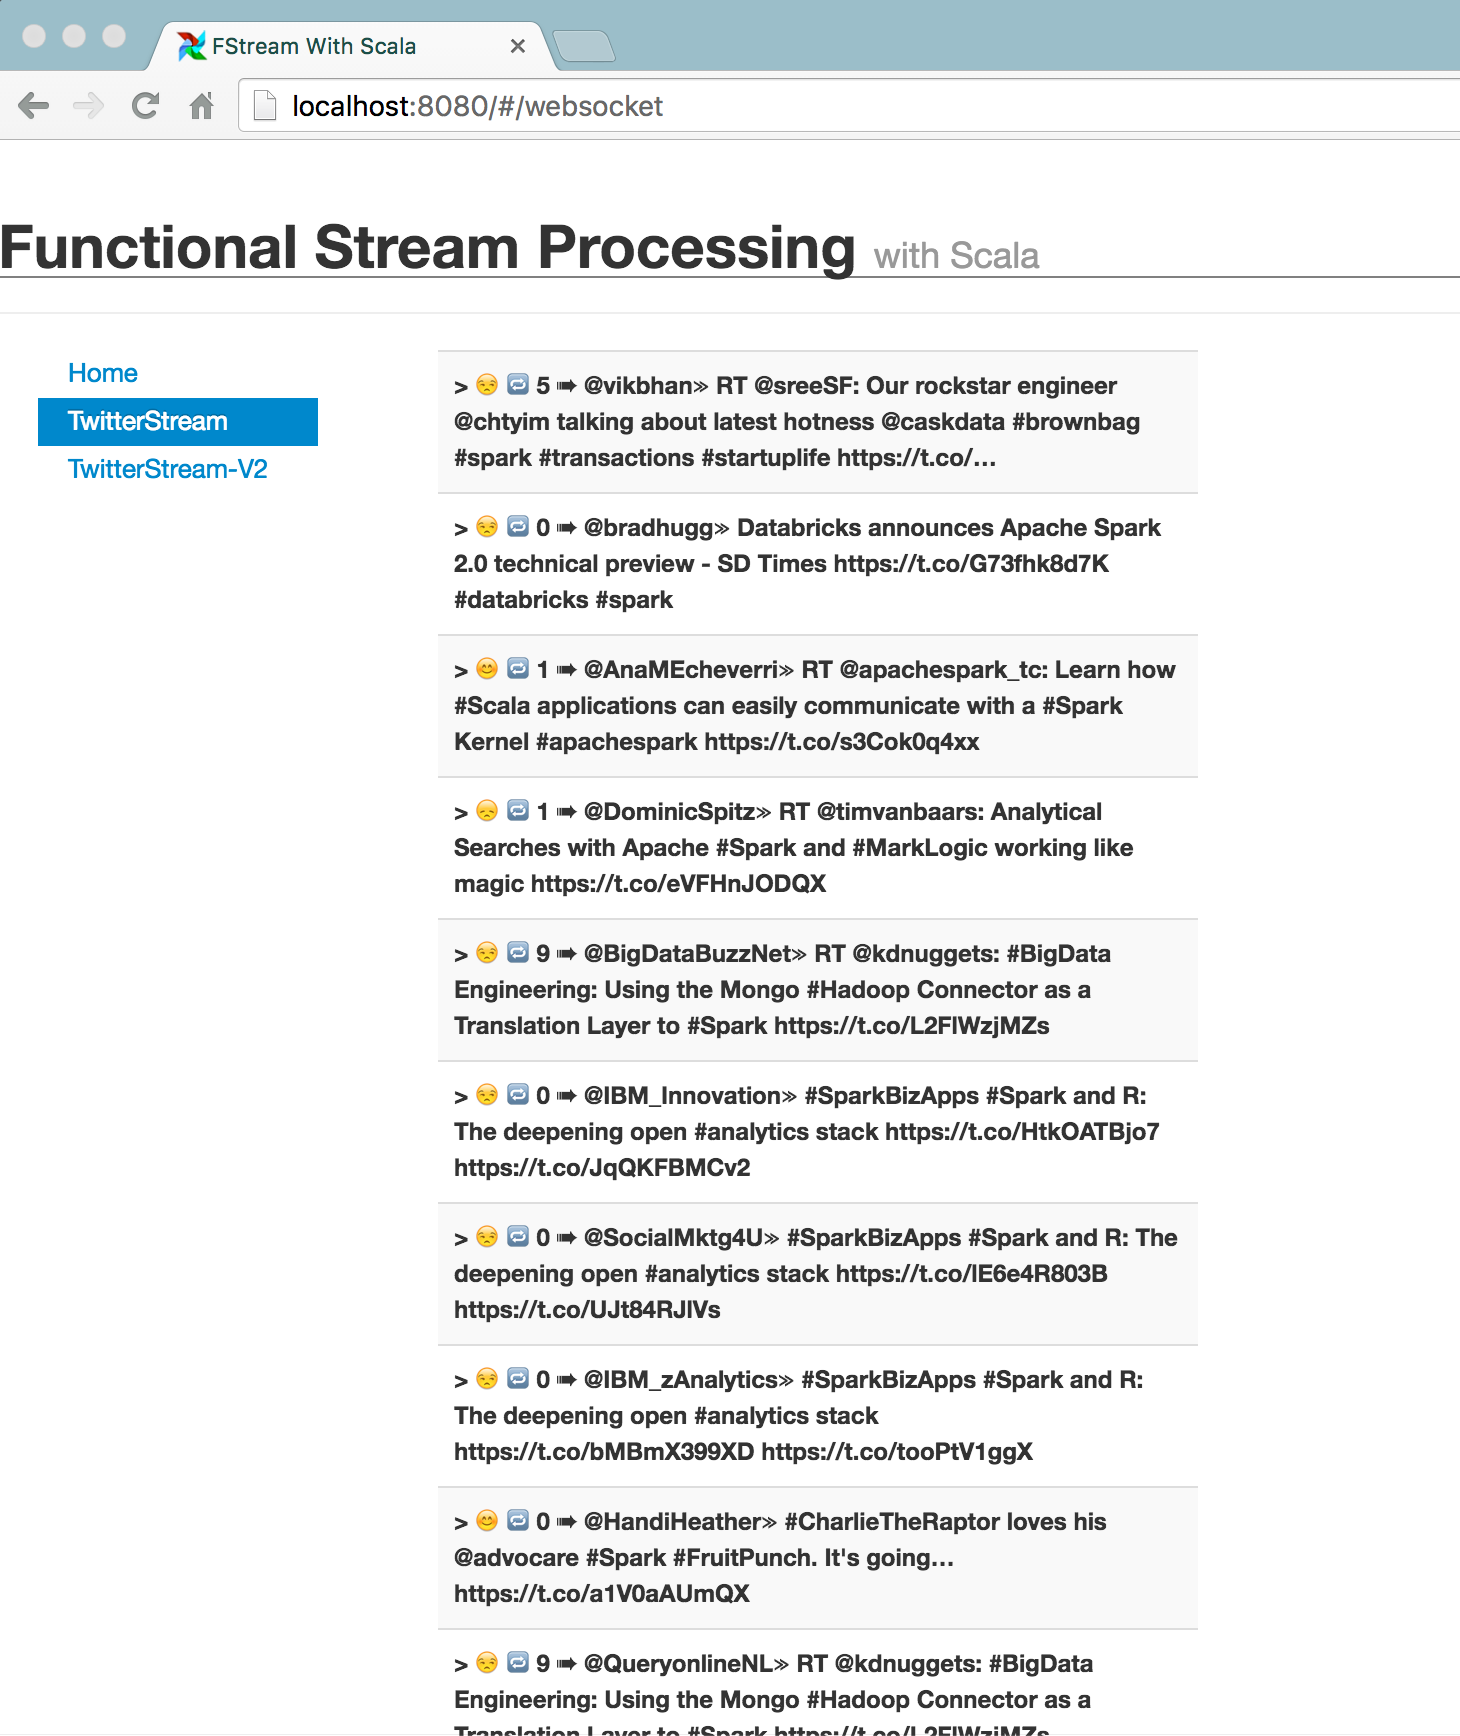 FStream With Scala
localhost:8080/#/websocket
Functional Stream Processing with Scala
Home
TwitterStream
TwitterStream-V2
> 😒 🔁 5 ➠ @vikbhan» RT @sreeSF: Our rockstar engineer
@chtyim talking about latest hotness @caskdata #brownbag
#spark #transactions #startuplife https://t.co/…
> 😒 🔁 0 ➠ @bradhugg» Databricks announces Apache Spark
2.0 technical preview - SD Times https://t.co/G73fhk8d7K
#databricks #spark
> 😊 🔁 1 ➠ @AnaMEcheverri» RT @apachespark_tc: Learn how
#Scala applications can easily communicate with a #Spark
Kernel #apachespark https://t.co/s3Cok0q4xx
> 😞 🔁 1 ➠ @DominicSpitz» RT @timvanbaars: Analytical
Searches with Apache #Spark and #MarkLogic working like
magic https://t.co/eVFHnJODQX
> 😒 🔁 9 ➠ @BigDataBuzzNet» RT @kdnuggets: #BigData
Engineering: Using the Mongo #Hadoop Connector as a
Translation Layer to #Spark https://t.co/L2FlWzjMZs
> 😒 🔁 0 ➠ @IBM_Innovation» #SparkBizApps #Spark and R:
The deepening open #analytics stack https://t.co/HtkOATBjo7
https://t.co/JqQKFBMCv2
> 😒 🔁 0 ➠ @SocialMktg4U» #SparkBizApps #Spark and R: The
deepening open #analytics stack https://t.co/lE6e4R803B
https://t.co/UJt84RJlVs
> 😒 🔁 0 ➠ @IBM_zAnalytics» #SparkBizApps #Spark and R:
The deepening open #analytics stack
https://t.co/bMBmX399XD https://t.co/tooPtV1ggX
> 😊 🔁 0 ➠ @HandiHeather» #CharlieTheRaptor loves his
@advocare #Spark #FruitPunch. It's going…
https://t.co/a1V0aAUmQX
> 😒 🔁 9 ➠ @QueryonlineNL» RT @kdnuggets: #BigData
Engineering: Using the Mongo #Hadoop Connector as a
Translation Layer to #Spark https://t.co/L2FlWzjMZs